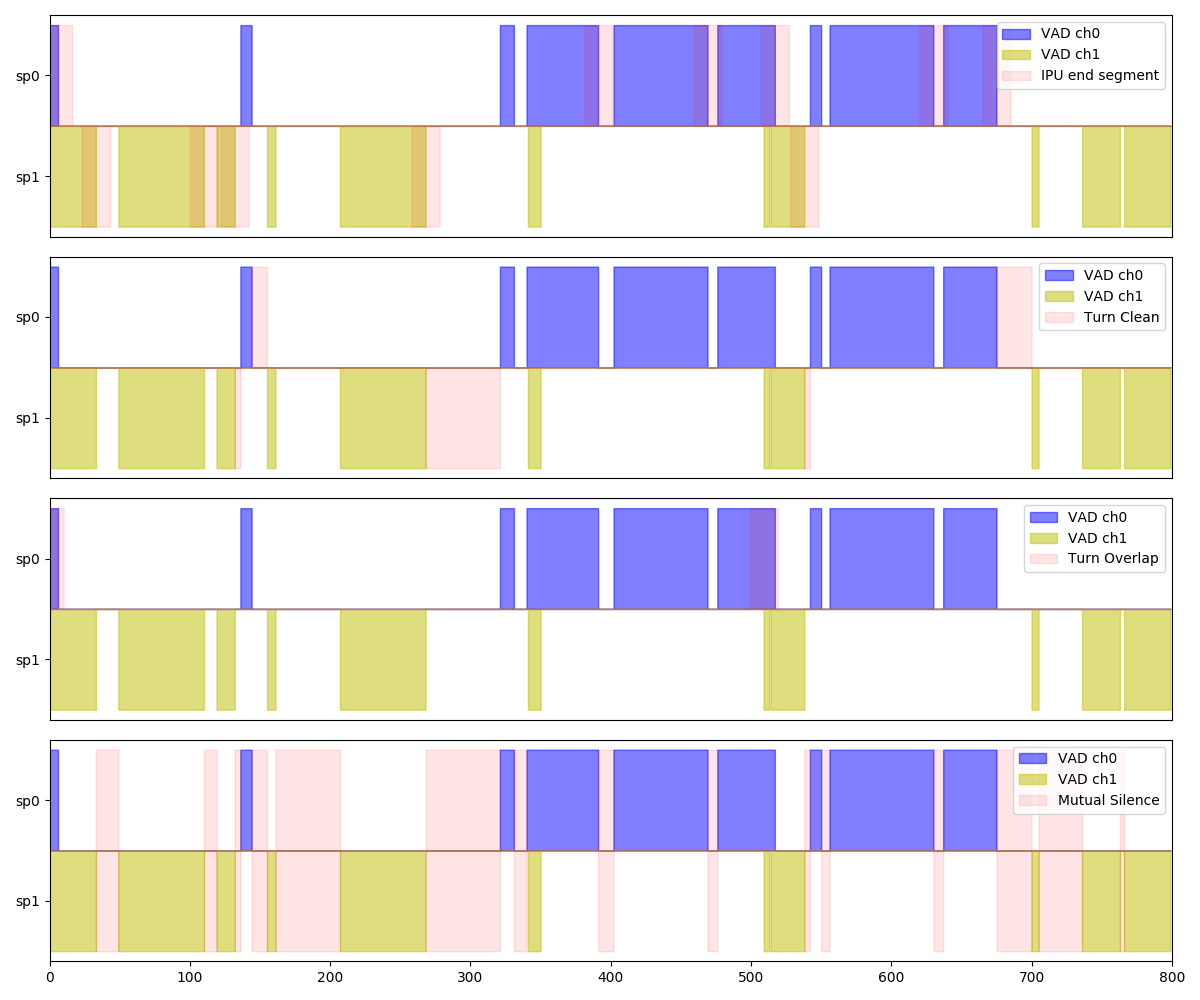 VAD ch0
VAD ch1
IPU end segment
sp0
sp1
VAD ch0
VAD ch1
Turn Clean
sp0
sp1
VAD ch0
VAD ch1
Turn Overlap
sp0
sp1
VAD ch0
VAD ch1
Mutual Silence
sp0
sp1
0 100 200 300 400 500 600 700 800